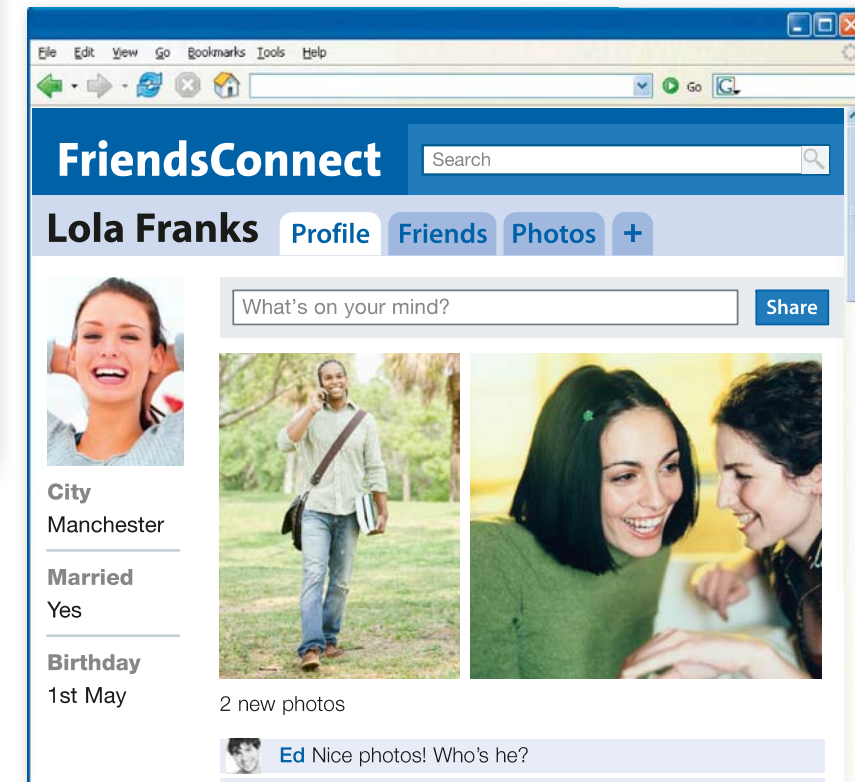 File Edit View Go Bookmarks Tools Help
Go G
FriendsConnect
Search
Lola Franks Profile Friends Photos +
What's on your mind? Share
City
Manchester
Married
Yes
Birthday
1st May
2 new photos
Ed Nice photos! Who's he?